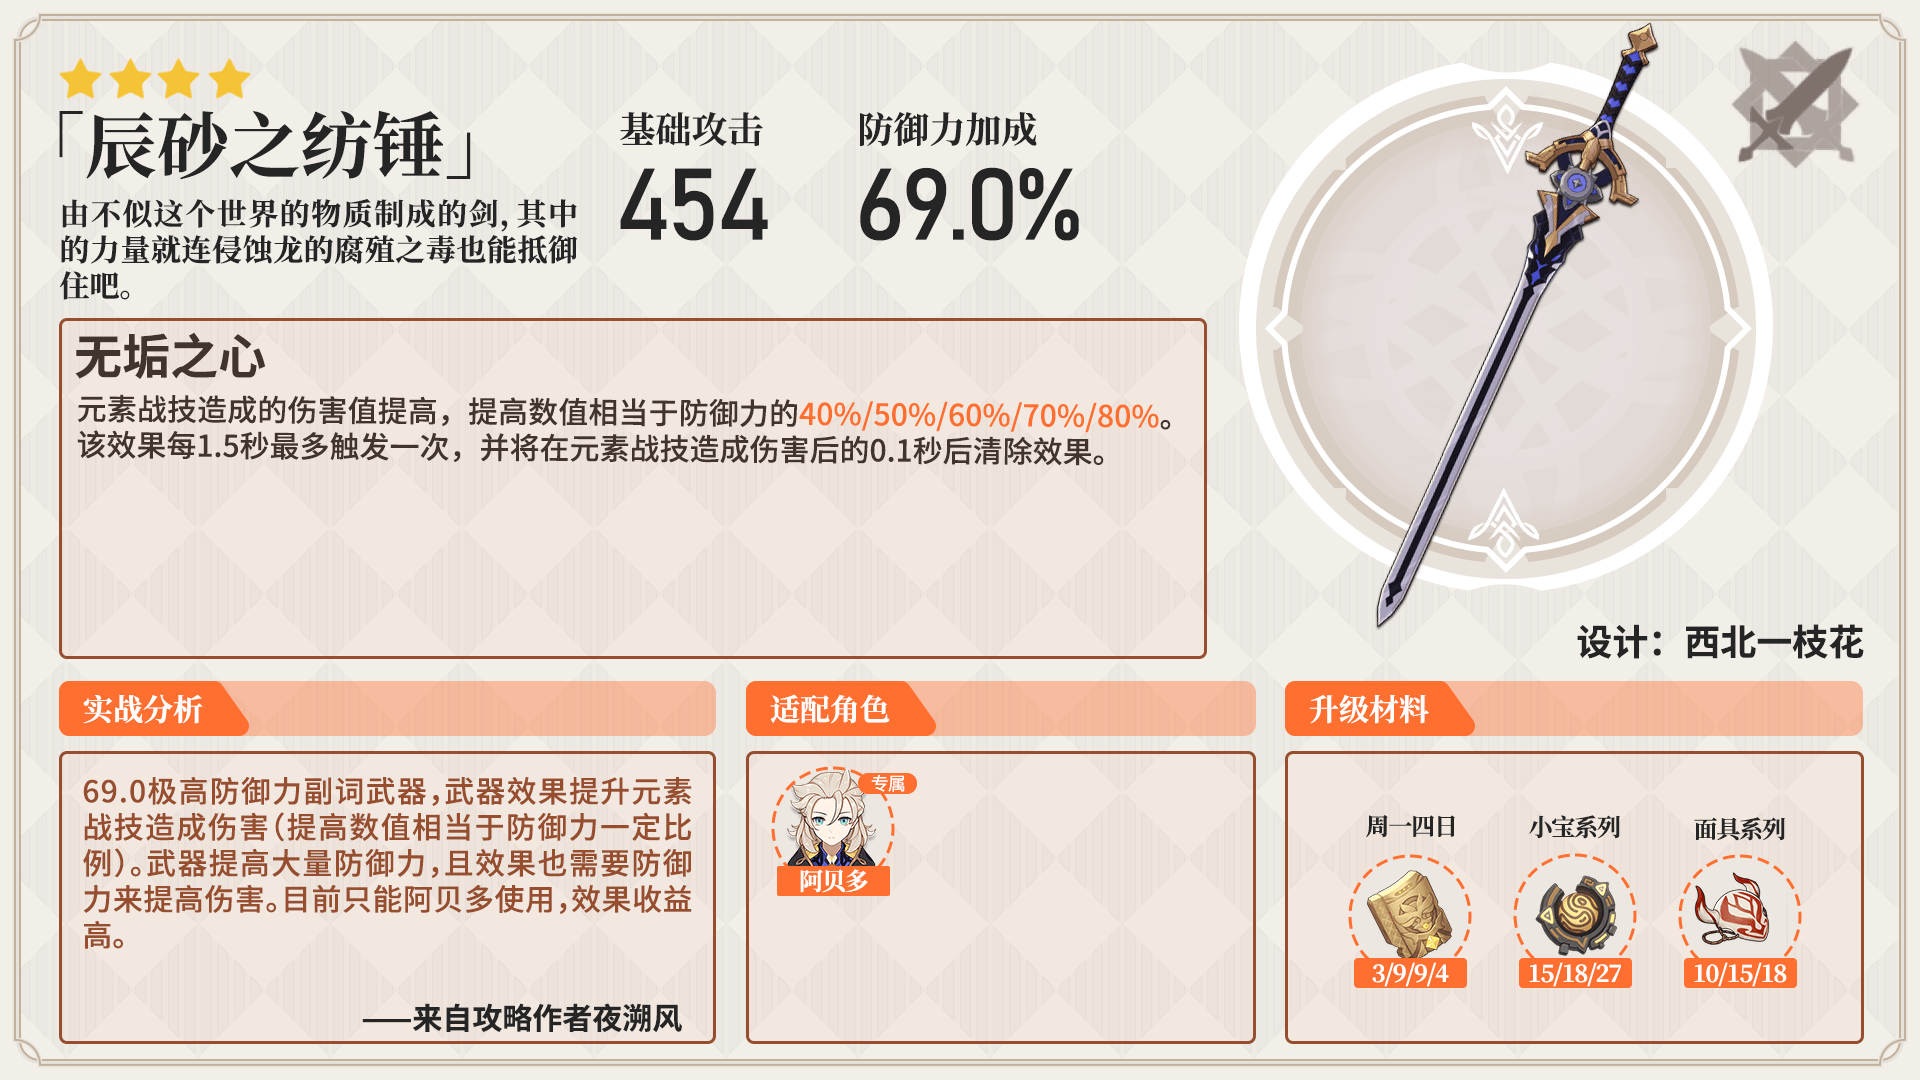 「辰砂之纺锤」
由不似这个世界的物质制成的剑,其中
的力量就连侵蚀龙的腐殖之毒也能抵御
住吧。
基础攻击
454
防御力加成
69.0%
无垢之心
元素战技造成的伤害值提高，提高数值相当于防御力的40%/50%/60%/70%/80%。
该效果每1.5秒最多触发一次，并将在元素战技造成伤害后的0.1秒后清除效果。
设计：西北一枝花
实战分析
69.0极高防御力副词武器,武器效果提升元素
战技造成伤害(提高数值相当于防御力一定比
例)。武器提高大量防御力,且效果也需要防御
力来提高伤害。目前只能阿贝多使用,效果收益
高。
——来自攻略作者夜溯风
适配角色
专属
阿贝多
升级材料
周一四日
3/9/9/4
小宝系列
15/18/27
面具系列
10/15/18